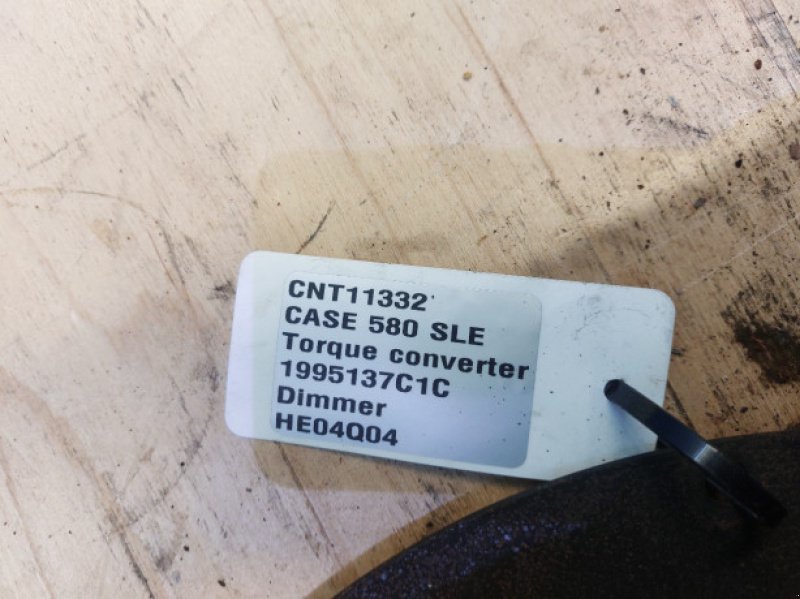 CNT11332
CASE 580 SLE
Torque converter
1995137C1C
Dimmer
HE04Q04